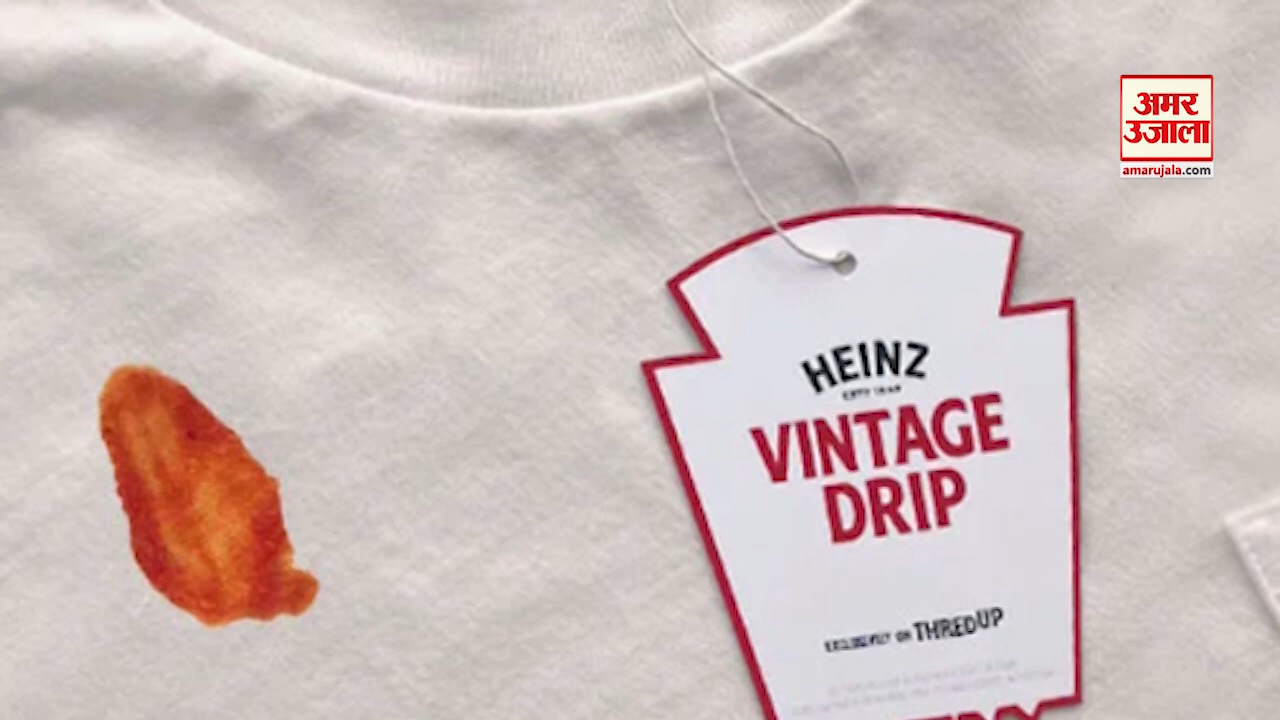 अमर
उजाला
amarujala.com
HEINZ
VINTAGE
DRIP
EXCLUSIVELY ON THREDUP